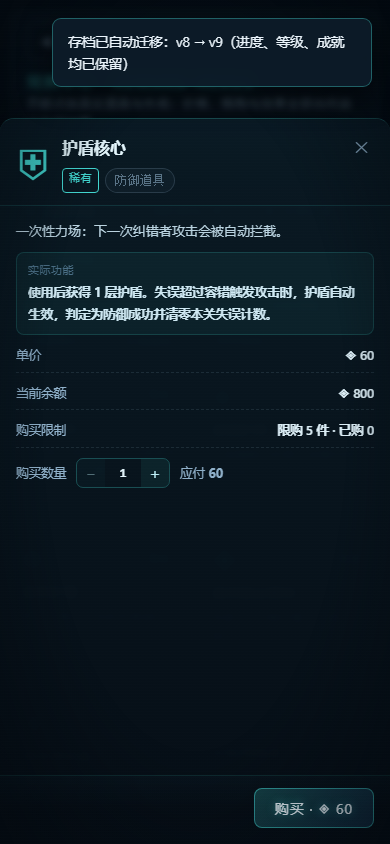 存档已自动迁移：v8 → v9（进度、等级、成就
均已保留）
护盾核心
稀有 防御道具
一次性力场：下一次纠错者攻击会被自动拦截。
实际功能
使用后获得 1 层护盾。失误超过容错触发攻击时，护盾自动
生效，判定为防御成功并清零本关失误计数。
单价 ◈ 60
当前余额 ◈ 800
购买限制 限购 5 件 · 已购 0
购买数量 − 1 + 应付 60
购买 · ◈ 60